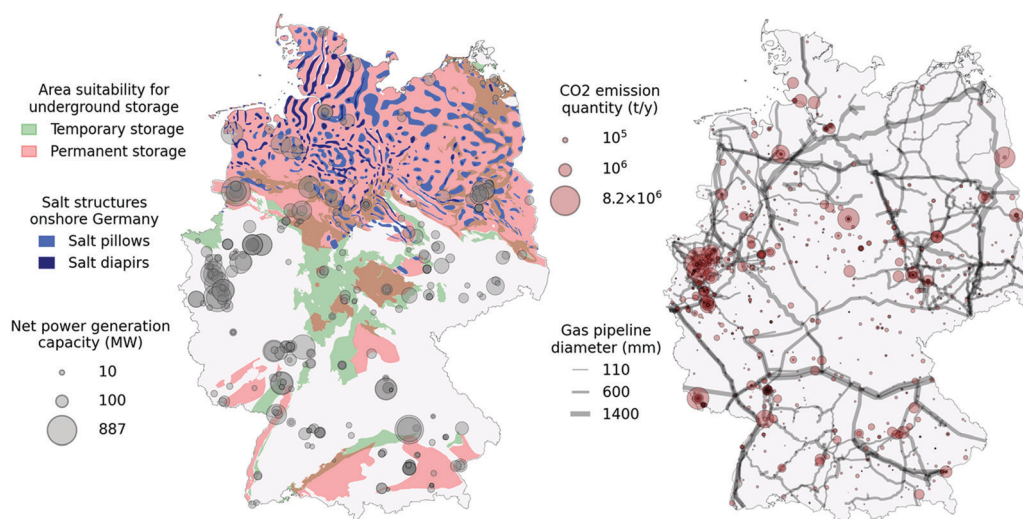 Area suitability for
underground storage
Temporary storage
Permanent storage
Salt structures
onshore Germany
Salt pillows
Salt diapirs
Net power generation
capacity (MW)
10
100
887
CO2 emission
quantity (t/y)
10⁵
10⁶
8.2×10⁶
Gas pipeline
diameter (mm)
110
600
1400